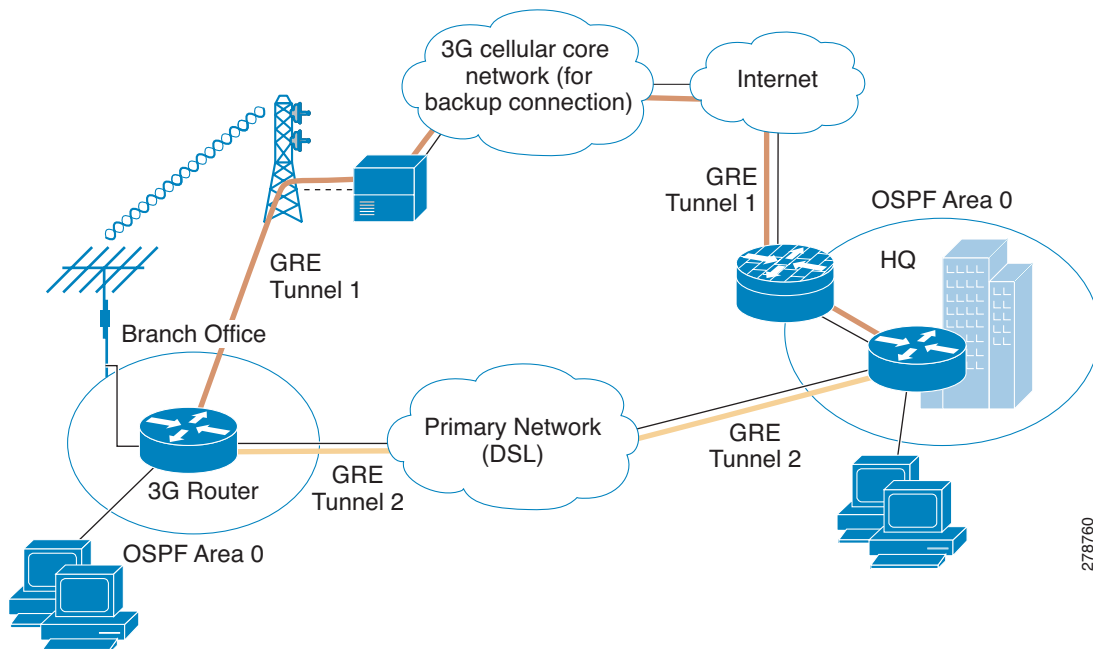 3G cellular core
network (for
backup connection)
Internet
GRE
Tunnel 1
OSPF Area 0
HQ
GRE
Tunnel 1
Branch Office
Primary Network
(DSL)
GRE
Tunnel 2
3G Router
GRE
Tunnel 2
OSPF Area 0
278760